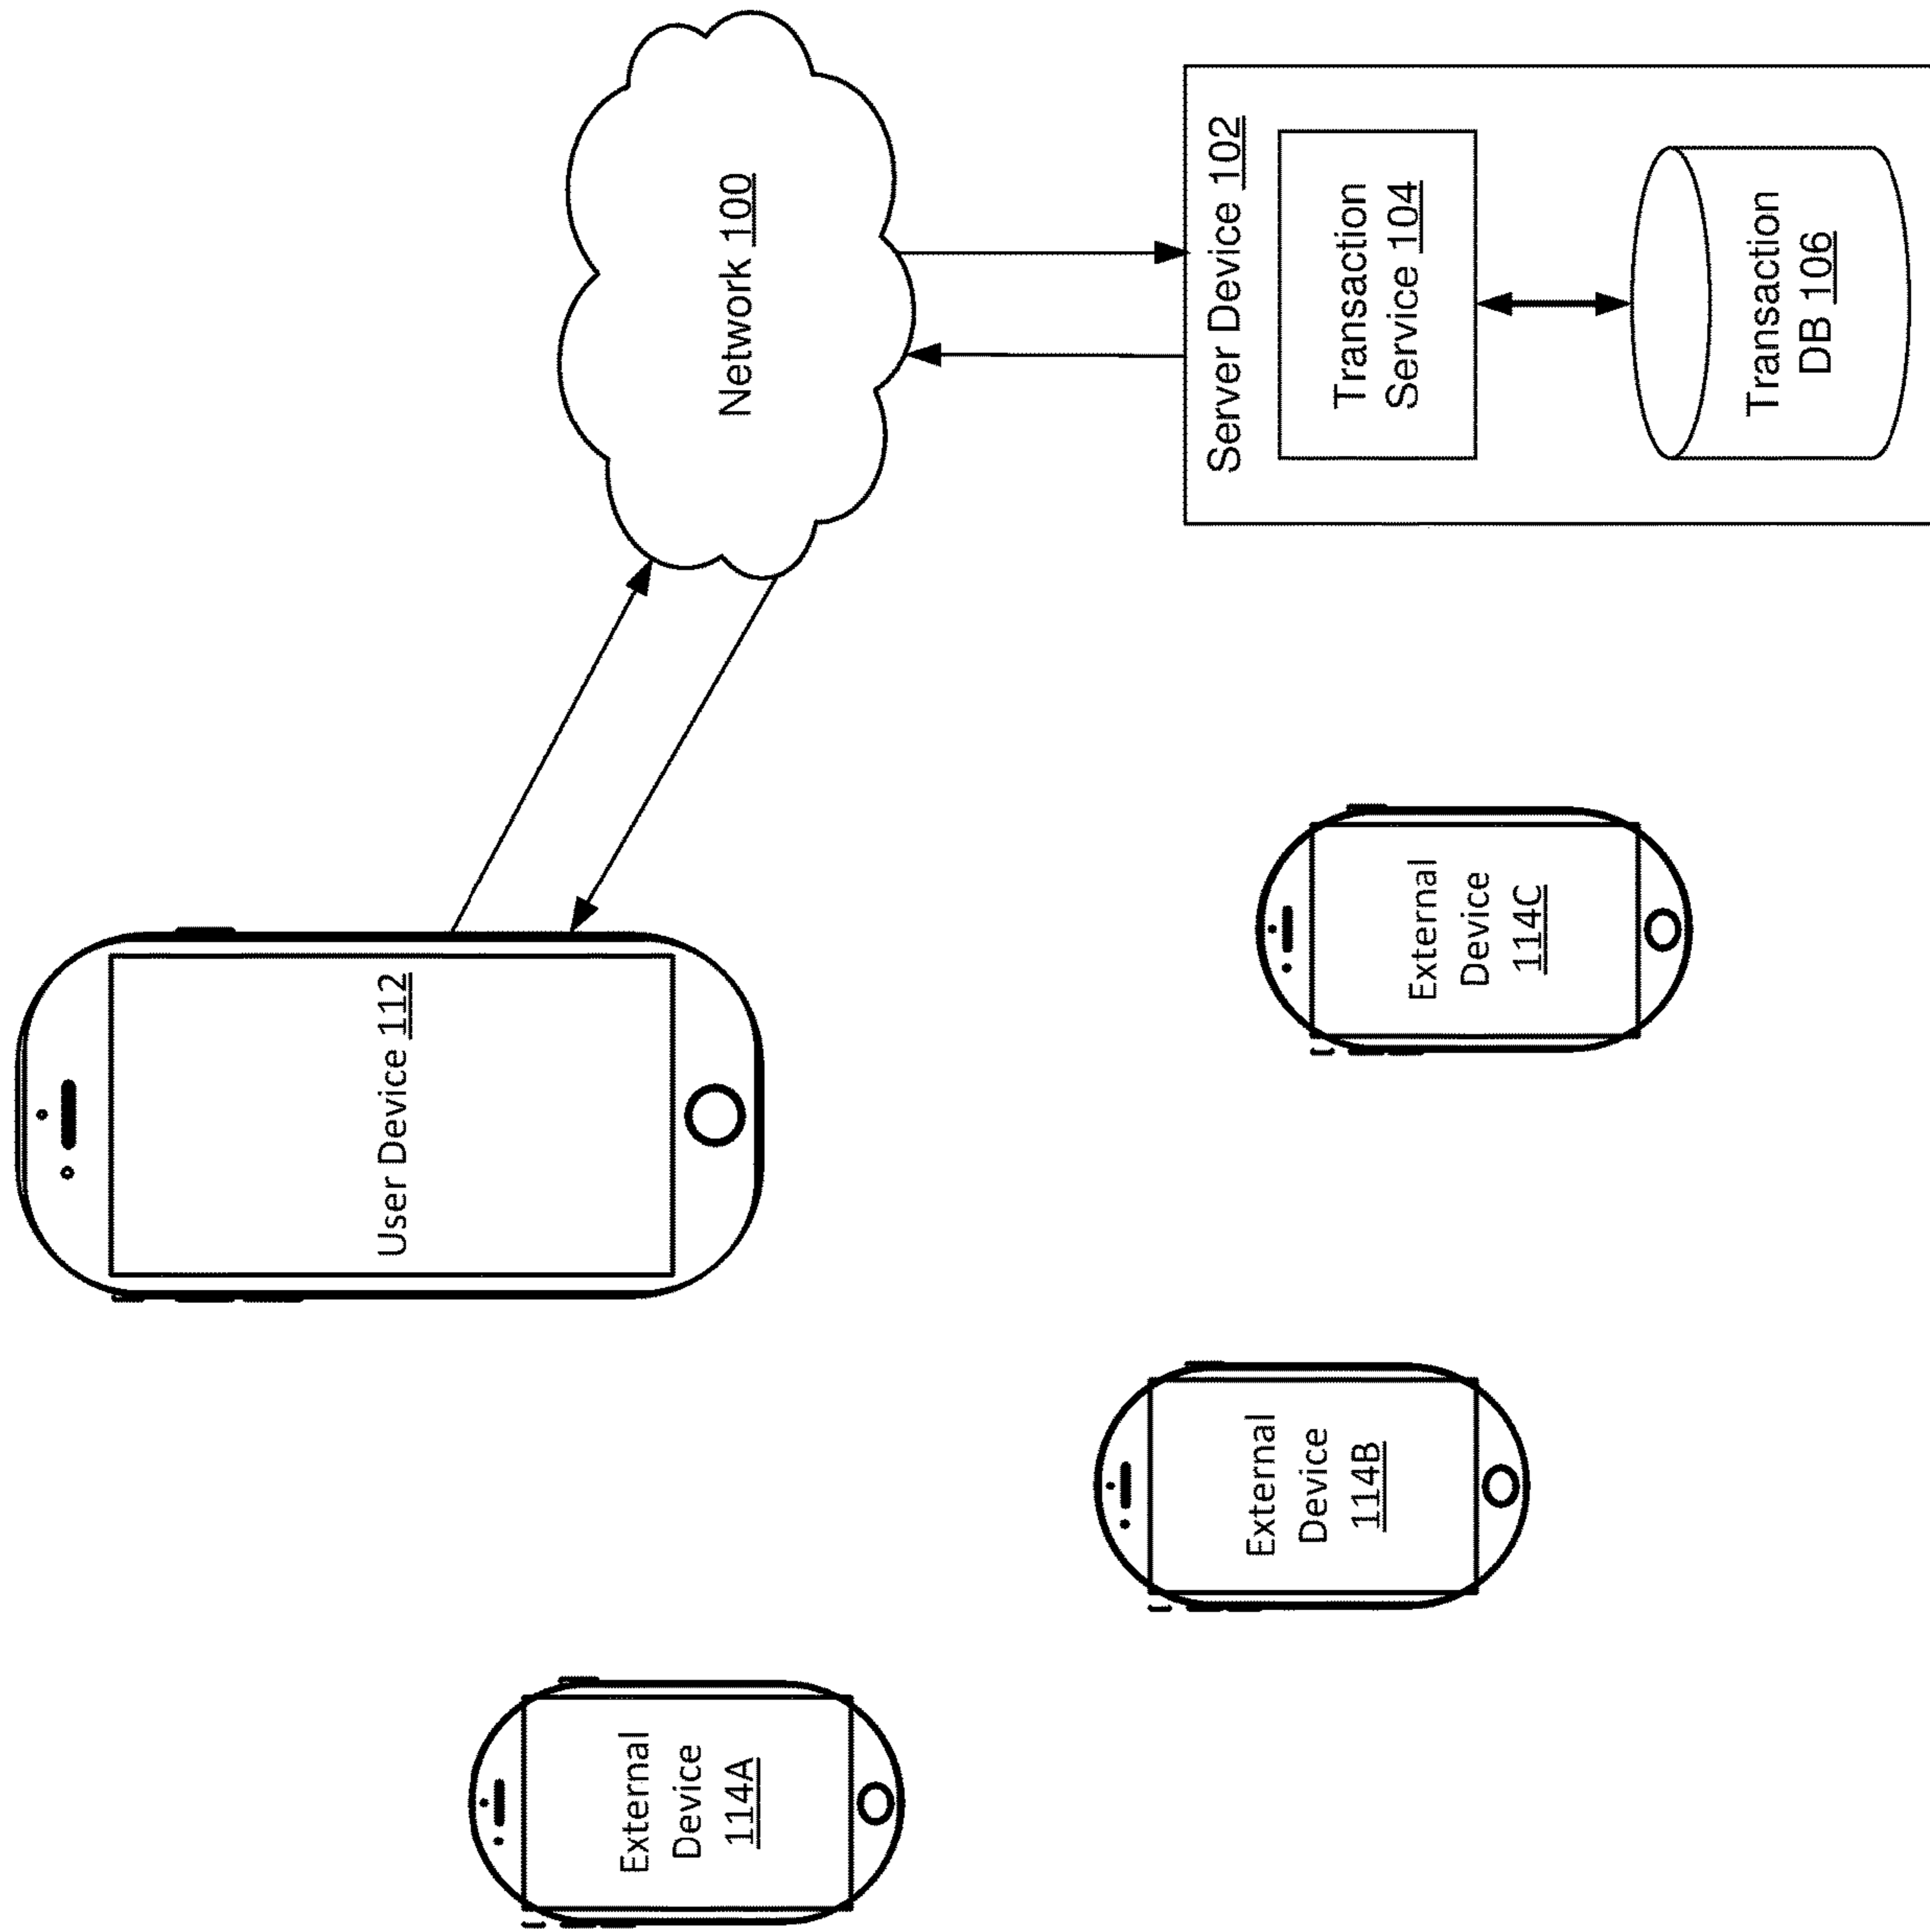 User Device 112
Network 100
Server Device 102
Transaction
Service 104
Transaction
DB 106
External
Device
114A
External
Device
114B
External
Device
114C